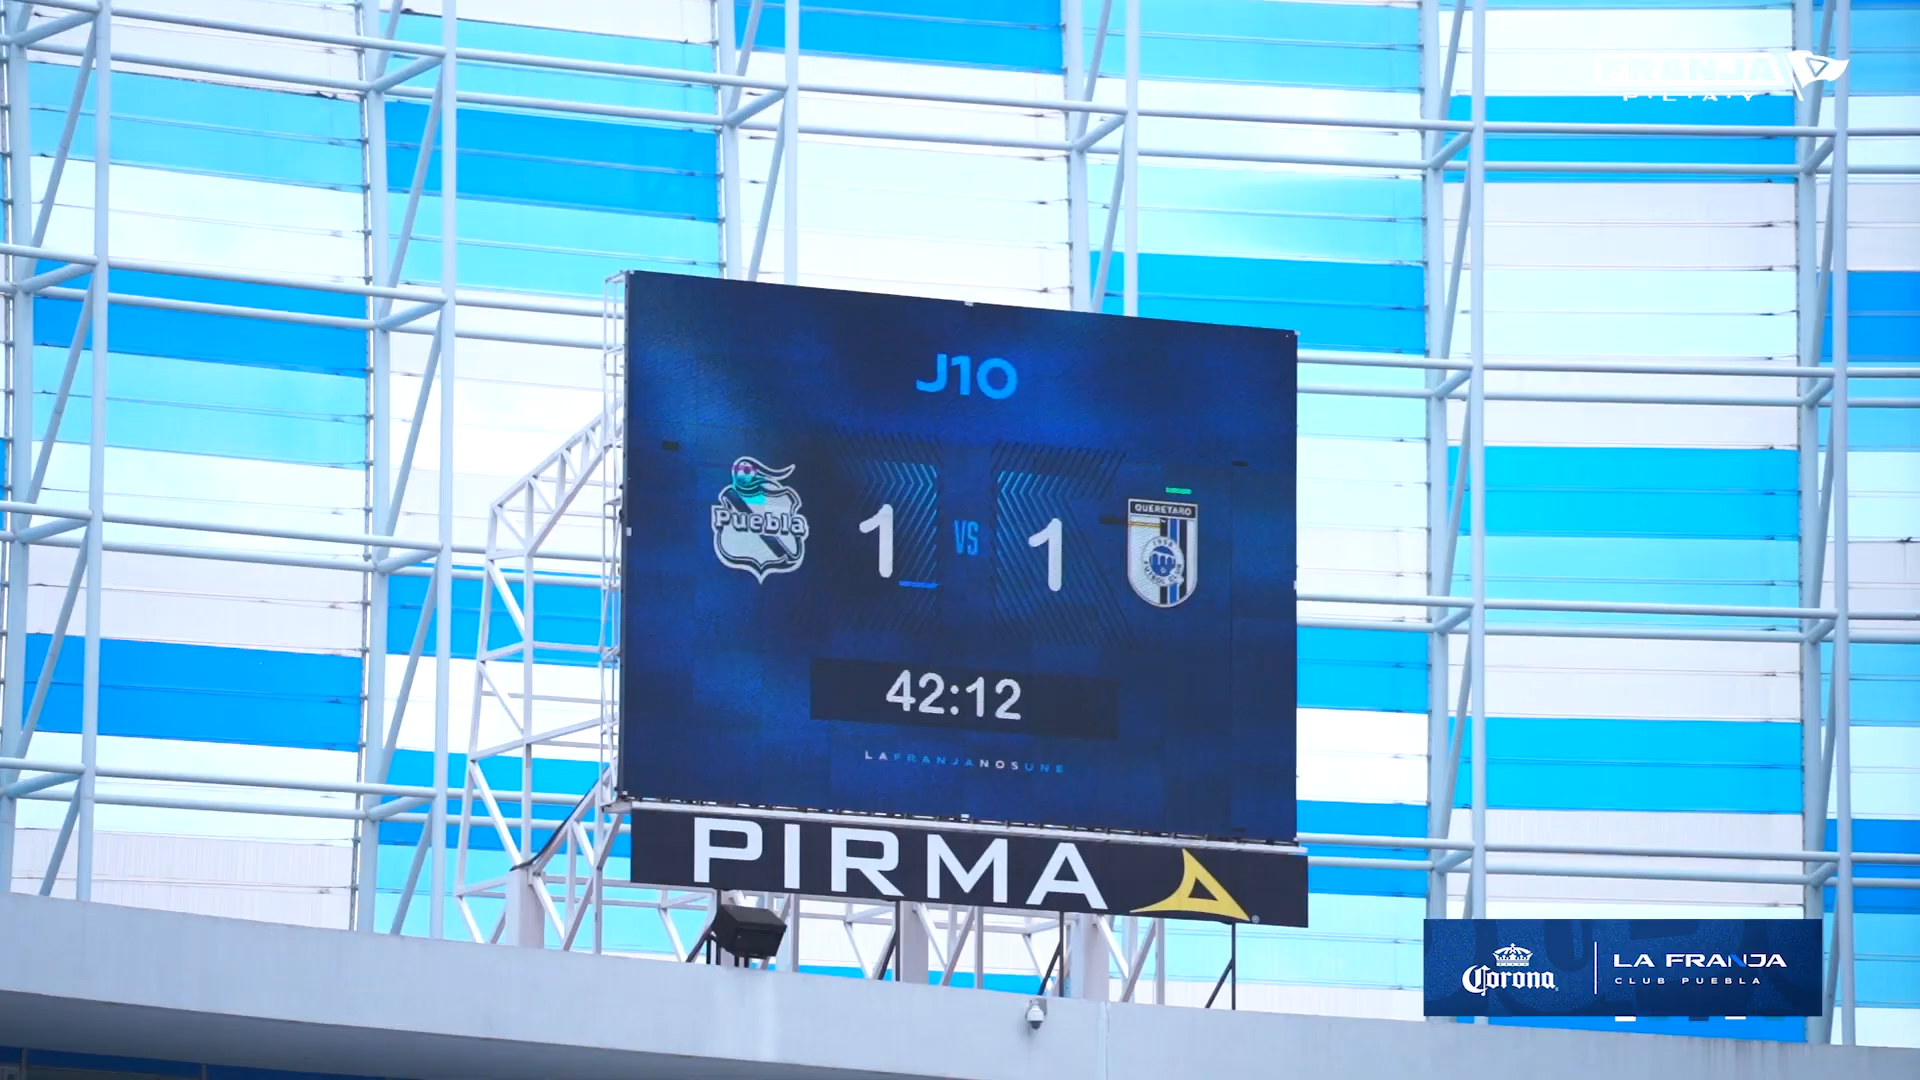 FRANJA
PLAY
J10
Puebla
1 VS 1
QUERETARO
42:12
LAFRANJANOSUNE
PIRMA
Corona
LA FRANJA
CLUB PUEBLA